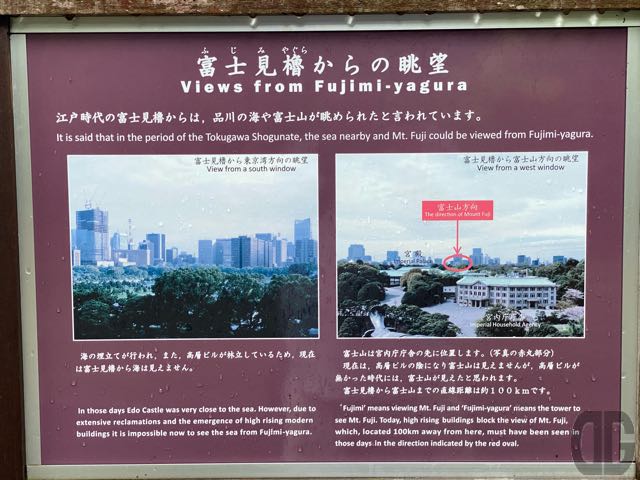 ふじみやぐら
富士見櫓からの眺望
Views from Fujimi-yagura
江戸時代の富士見櫓からは，品川の海や富士山が眺められたと言われています。
It is said that in the period of the Tokugawa Shogunate, the sea nearby and Mt. Fuji could be viewed from Fujimi-yagura.
富士見櫓から東京湾方向の眺望
View from a south window
海の埋立てが行われ，また，高層ビルが林立しているため，現在
は富士見櫓から海は見えません。
In those days Edo Castle was very close to the sea. However, due to
extensive reclamations and the emergence of high rising modern
buildings it is impossible now to see the sea from Fujimi-yagura.
富士見櫓から富士山方向の眺望
View from a west window
富士山方向
The direction of Mount Fuji
宮殿
Imperial Palace
宮内庁庁舎
Imperial Household Agency
富士山は宮内庁庁舎の先に位置します。（写真の赤丸部分）
現在は，高層ビルの陰になり富士山は見えませんが，高層ビルが
無かった時代には，富士山が見えたと思われます。
富士見櫓から富士山までの直線距離は約１００ｋｍです。
'Fujimi' means viewing Mt. Fuji and 'Fujimi-yagura' means the tower to
see Mt. Fuji. Today, high rising buildings block the view of Mt. Fuji,
which, located 100km away from here, must have been seen in
those days in the direction indicated by the red oval.